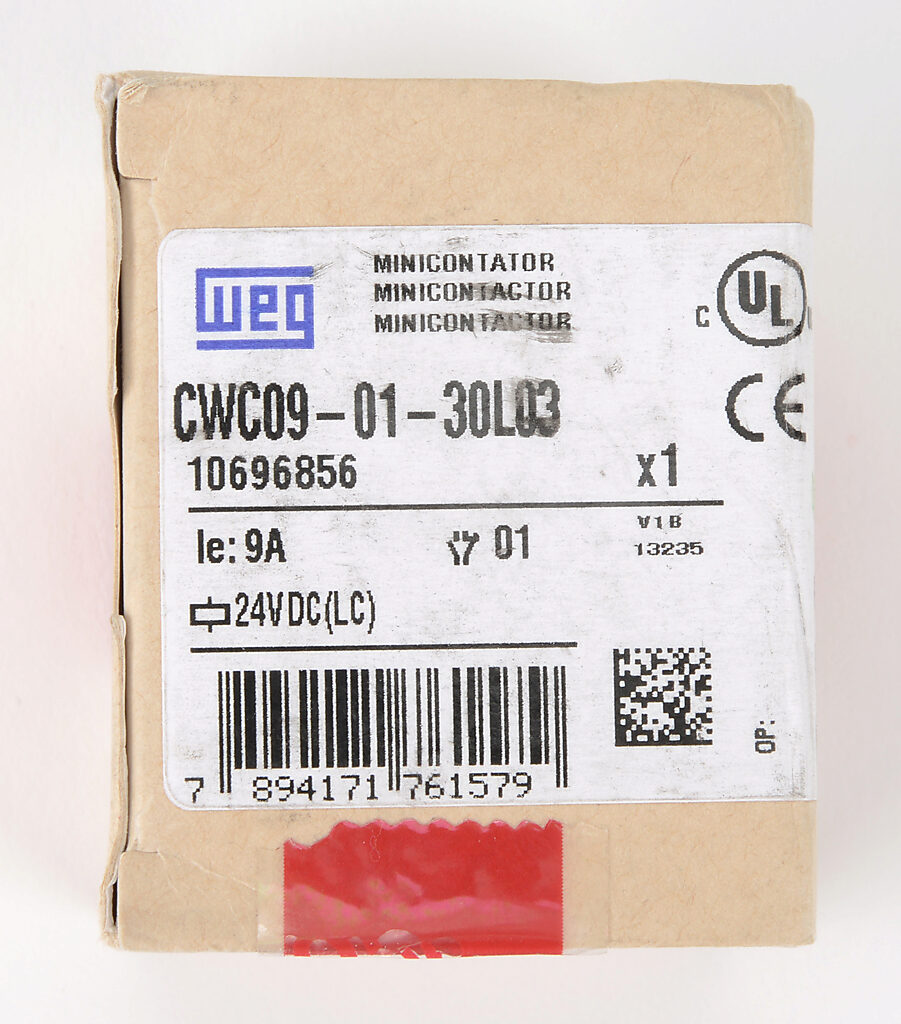 weg
MINICONTATOR
MINICONTACTOR
MINICONTACTOR
C UL
CE
CWC09-01-30L03
10696856
x1
Ie: 9A
01
V1B
13235
24VDC(LC)
OP:
7 894171 761579